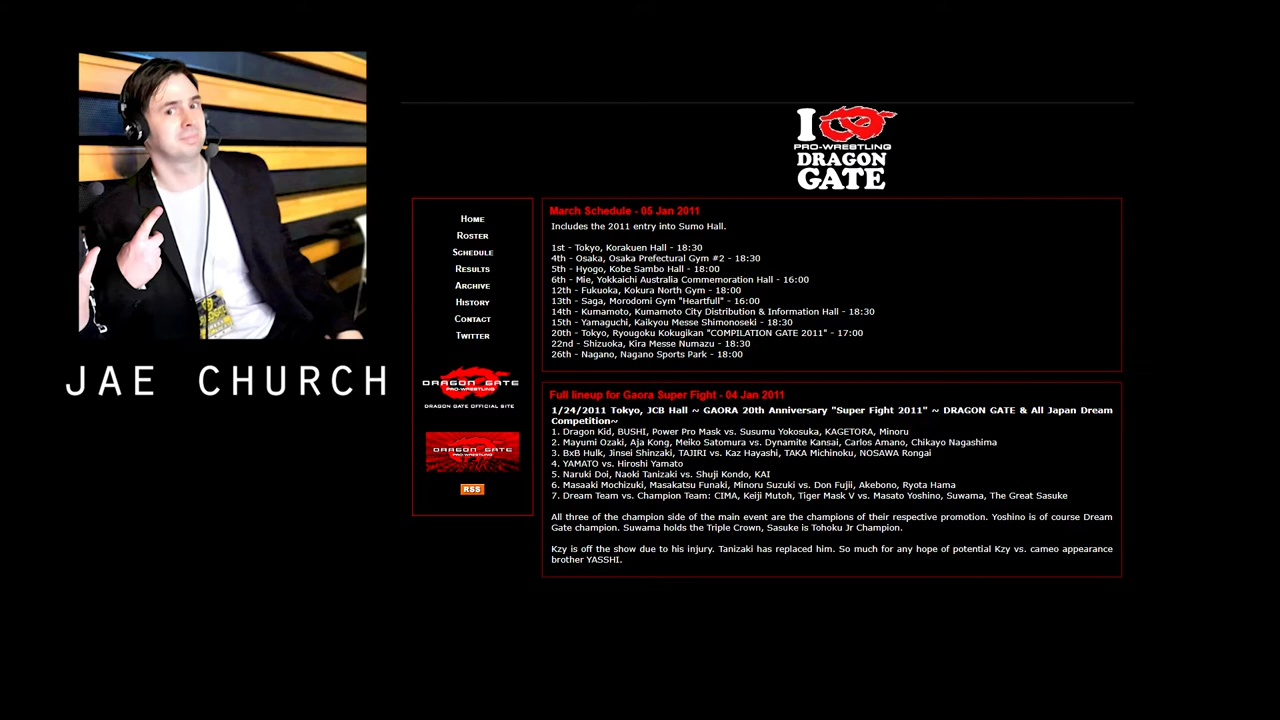 JAE CHURCH
I
PRO-WRESTLING
DRAGON
GATE
HOME
ROSTER
SCHEDULE
RESULTS
ARCHIVE
HISTORY
CONTACT
TWITTER
DRAGON GATE
PRO-WRESTLING
DRAGON GATE OFFICIAL SITE
DRAGON GATE
PRO-WRESTLING
RSS
March Schedule - 05 Jan 2011
Includes the 2011 entry into Sumo Hall.
1st - Tokyo, Korakuen Hall - 18:30
4th - Osaka, Osaka Prefectural Gym #2 - 18:30
5th - Hyogo, Kobe Sambo Hall - 18:00
6th - Mie, Yokkaichi Australia Commemoration Hall - 16:00
12th - Fukuoka, Kokura North Gym - 18:00
13th - Saga, Morodomi Gym "Heartfull" - 16:00
14th - Kumamoto, Kumamoto City Distribution & Information Hall - 18:30
15th - Yamaguchi, Kaikyou Messe Shimonoseki - 18:30
20th - Tokyo, Ryougoku Kokugikan "COMPILATION GATE 2011" - 17:00
22nd - Shizuoka, Kira Messe Numazu - 18:30
26th - Nagano, Nagano Sports Park - 18:00
Full lineup for Gaora Super Fight - 04 Jan 2011
1/24/2011 Tokyo, JCB Hall ~ GAORA 20th Anniversary "Super Fight 2011" ~ DRAGON GATE & All Japan Dream
Competition~
1. Dragon Kid, BUSHI, Power Pro Mask vs. Susumu Yokosuka, KAGETORA, Minoru
2. Mayumi Ozaki, Aja Kong, Meiko Satomura vs. Dynamite Kansai, Carlos Amano, Chikayo Nagashima
3. BxB Hulk, Jinsei Shinzaki, TAJIRI vs. Kaz Hayashi, TAKA Michinoku, NOSAWA Rongai
4. YAMATO vs. Hiroshi Yamato
5. Naruki Doi, Naoki Tanizaki vs. Shuji Kondo, KAI
6. Masaaki Mochizuki, Masakatsu Funaki, Minoru Suzuki vs. Don Fujii, Akebono, Ryota Hama
7. Dream Team vs. Champion Team: CIMA, Keiji Mutoh, Tiger Mask V vs. Masato Yoshino, Suwama, The Great Sasuke
All three of the champion side of the main event are the champions of their respective promotion. Yoshino is of course Dream
Gate champion. Suwama holds the Triple Crown, Sasuke is Tohoku Jr Champion.
Kzy is off the show due to his injury. Tanizaki has replaced him. So much for any hope of potential Kzy vs. cameo appearance
brother YASSHI.